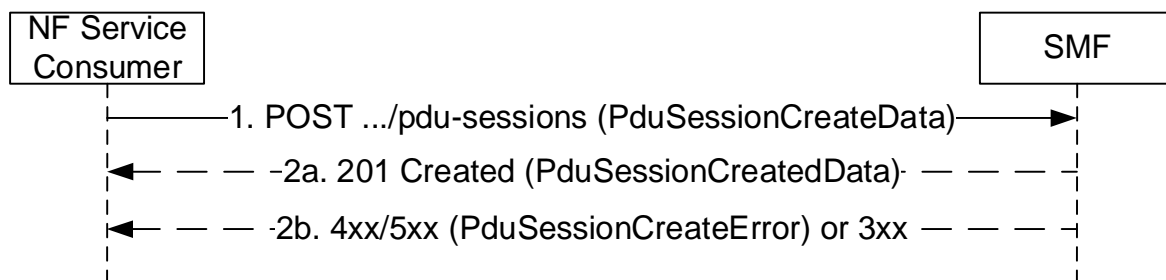 NF Service
Consumer
SMF
1. POST .../pdu-sessions (PduSessionCreateData)
2a. 201 Created (PduSessionCreatedData)
2b. 4xx/5xx (PduSessionCreateError) or 3xx